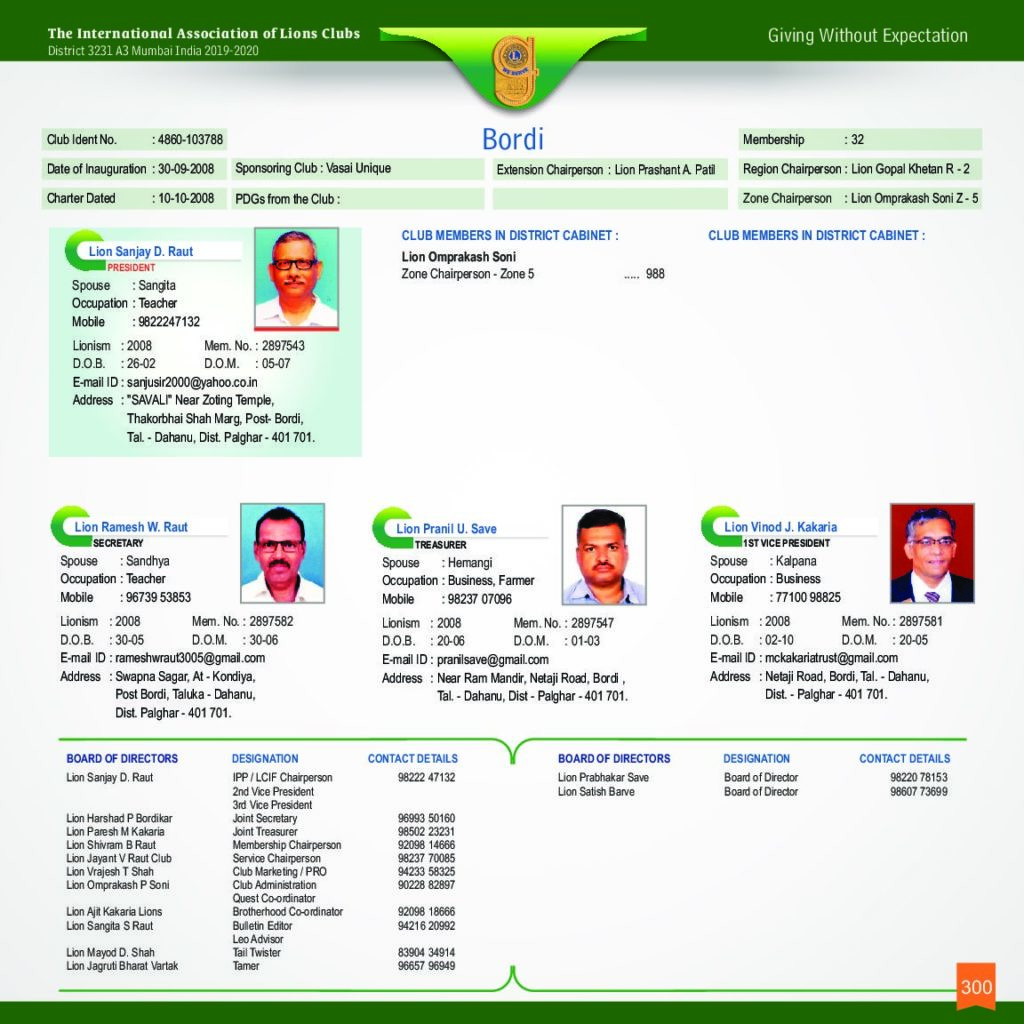 The International Association of Lions Clubs
District 3231 A3 Mumbai India 2019-2020
Giving Without Expectation
WE SERVE
Bordi
Club Ident No. : 4860-103788
Membership : 32
Date of Inauguration : 30-09-2008
Sponsoring Club : Vasai Unique
Extension Chairperson : Lion Prashant A. Patil
Region Chairperson : Lion Gopal Khetan R - 2
Charter Dated : 10-10-2008
PDGs from the Club :
Zone Chairperson : Lion Omprakash Soni Z - 5
Lion Sanjay D. Raut
PRESIDENT
Spouse : Sangita
Occupation : Teacher
Mobile : 9822247132
Lionism : 2008 Mem. No. : 2897543
D.O.B. : 26-02 D.O.M. : 05-07
E-mail ID : sanjusir2000@yahoo.co.in
Address : "SAVALI" Near Zoting Temple,
Thakorbhai Shah Marg, Post- Bordi,
Tal. - Dahanu, Dist. Palghar - 401 701.
CLUB MEMBERS IN DISTRICT CABINET :
Lion Omprakash Soni
Zone Chairperson - Zone 5 ..... 988
CLUB MEMBERS IN DISTRICT CABINET :
Lion Ramesh W. Raut
SECRETARY
Spouse : Sandhya
Occupation : Teacher
Mobile : 96739 53853
Lionism : 2008 Mem. No. : 2897582
D.O.B. : 30-05 D.O.M. : 30-06
E-mail ID : rameshwraut3005@gmail.com
Address : Swapna Sagar, At - Kondiya,
Post Bordi, Taluka - Dahanu,
Dist. Palghar - 401 701.
Lion Pranil U. Save
TREASURER
Spouse : Hemangi
Occupation : Business, Farmer
Mobile : 98237 07096
Lionism : 2008 Mem. No. : 2897547
D.O.B. : 20-06 D.O.M. : 01-03
E-mail ID : pranilsave@gmail.com
Address : Near Ram Mandir, Netaji Road, Bordi ,
Tal. - Dahanu, Dist - Palghar - 401 701.
Lion Vinod J. Kakaria
1ST VICE PRESIDENT
Spouse : Kalpana
Occupation : Business
Mobile : 77100 98825
Lionism : 2008 Mem. No. : 2897581
D.O.B. : 02-10 D.O.M. : 20-05
E-mail ID : mckakariatrust@gmail.com
Address : Netaji Road, Bordi, Tal. - Dahanu,
Dist. - Palghar - 401 701.
BOARD OF DIRECTORS DESIGNATION CONTACT DETAILS
Lion Sanjay D. Raut IPP / LCIF Chairperson 98222 47132
2nd Vice President
3rd Vice President
Lion Harshad P Bordikar Joint Secretary 96993 50160
Lion Paresh M Kakaria Joint Treasurer 98502 23231
Lion Shivram B Raut Membership Chairperson 92098 14666
Lion Jayant V Raut Club Service Chairperson 98237 70085
Lion Vrajesh T Shah Club Marketing / PRO 94233 58325
Lion Omprakash P Soni Club Administration 90228 82897
Quest Co-ordinator
Lion Ajit Kakaria Lions Brotherhood Co-ordinator 92098 18666
Lion Sangita S Raut Bulletin Editor 94216 20992
Leo Advisor
Lion Mayod D. Shah Tail Twister 83904 34914
Lion Jagruti Bharat Vartak Tamer 96657 96949
BOARD OF DIRECTORS DESIGNATION CONTACT DETAILS
Lion Prabhakar Save Board of Director 98220 78153
Lion Satish Barve Board of Director 98607 73699
300